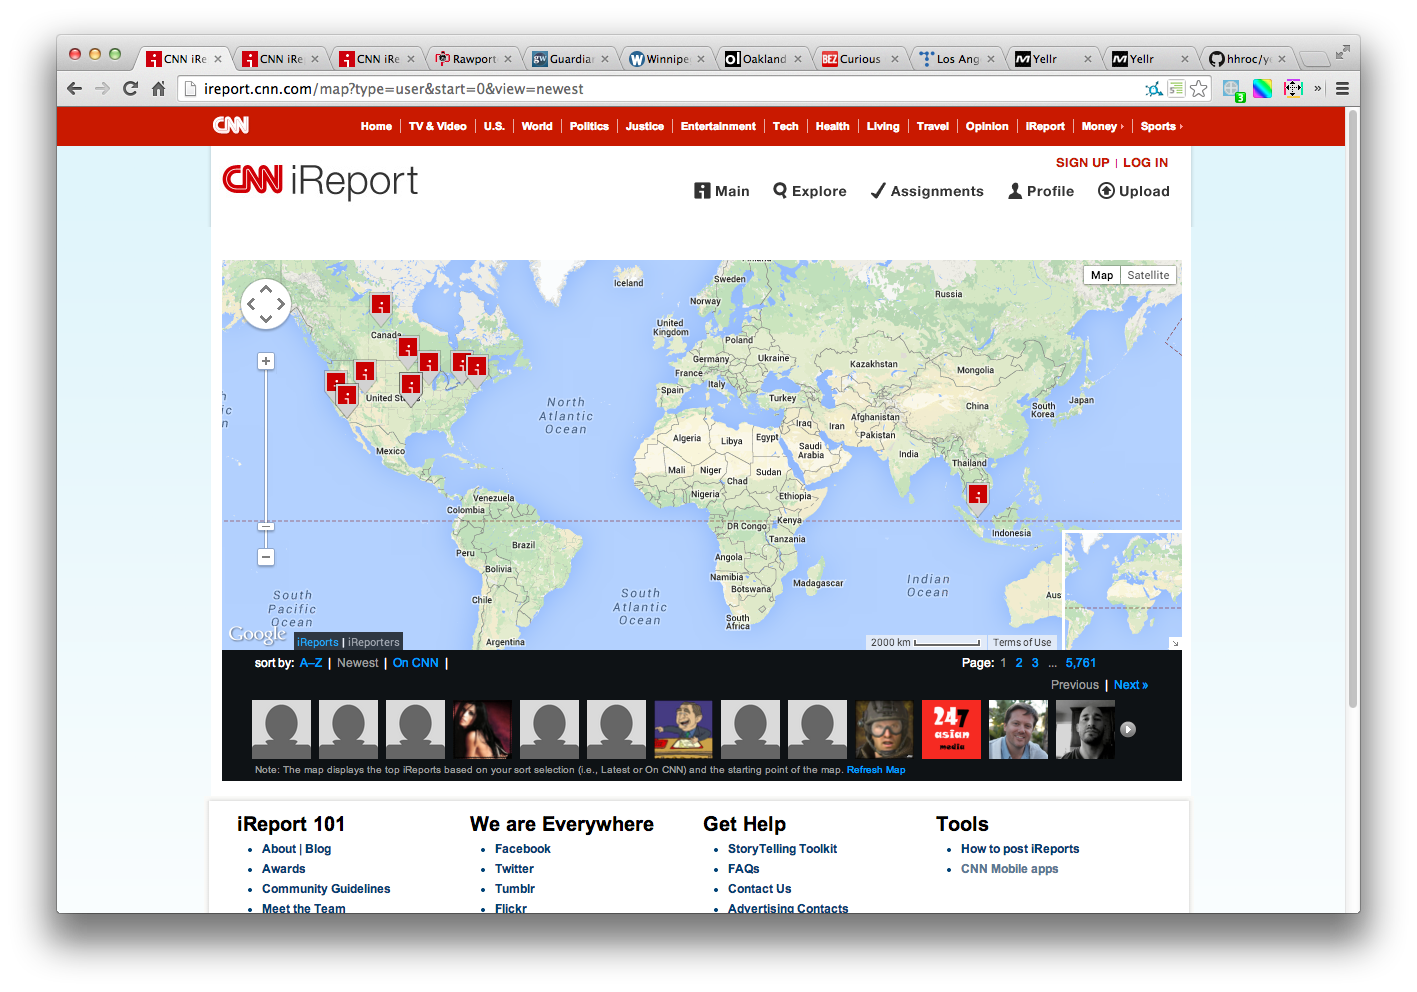 CNN iRe
CNN iRe
CNN iRe
Rawport
Guardian
Winnipe
Oakland
BEZ Curious
Los Ang
Yellr
Yellr
hhroc/ye
ireport.cnn.com/map?type=user&start=0&view=newest
3
CNN
Home
TV & Video
U.S.
World
Politics
Justice
Entertainment
Tech
Health
Living
Travel
Opinion
iReport
Money
Sports
SIGN UP | LOG IN
CNN iReport
Main
Explore
Assignments
Profile
Upload
Map
Satellite
Iceland
Sweden
Norway
Russia
United
Kingdom
Poland
Germany
Ukraine
France
Italy
Spain
Turkey
Kazakhstan
Mongolia
China
South
Korea
Japan
Afghanistan
Iraq
Iran
Pakistan
Canada
Mexico
North
Atlantic
Ocean
Algeria
Libya
Egypt
Saudi
Arabia
India
Thailand
Mali
Niger
Chad
Sudan
Nigeria
Ethiopia
Venezuela
Colombia
DR Congo
Kenya
Tanzania
Indonesia
Peru
Brazil
Bolivia
Angola
Namibia
Botswana
Madagascar
Chile
South
Africa
Argentina
South
Pacific
Ocean
South
Atlantic
Ocean
Indian
Ocean
Aus
Google
iReports | iReporters
2000 km
Terms of Use
sort by: A–Z | Newest | On CNN |
Page: 1 2 3 ... 5,761
Previous | Next »
247
asian
media
Note: The map displays the top iReports based on your sort selection (i.e., Latest or On CNN) and the starting point of the map. Refresh Map
iReport 101
About | Blog
Awards
Community Guidelines
Meet the Team
We are Everywhere
Facebook
Twitter
Tumblr
Flickr
Get Help
StoryTelling Toolkit
FAQs
Contact Us
Advertising Contacts
Tools
How to post iReports
CNN Mobile apps